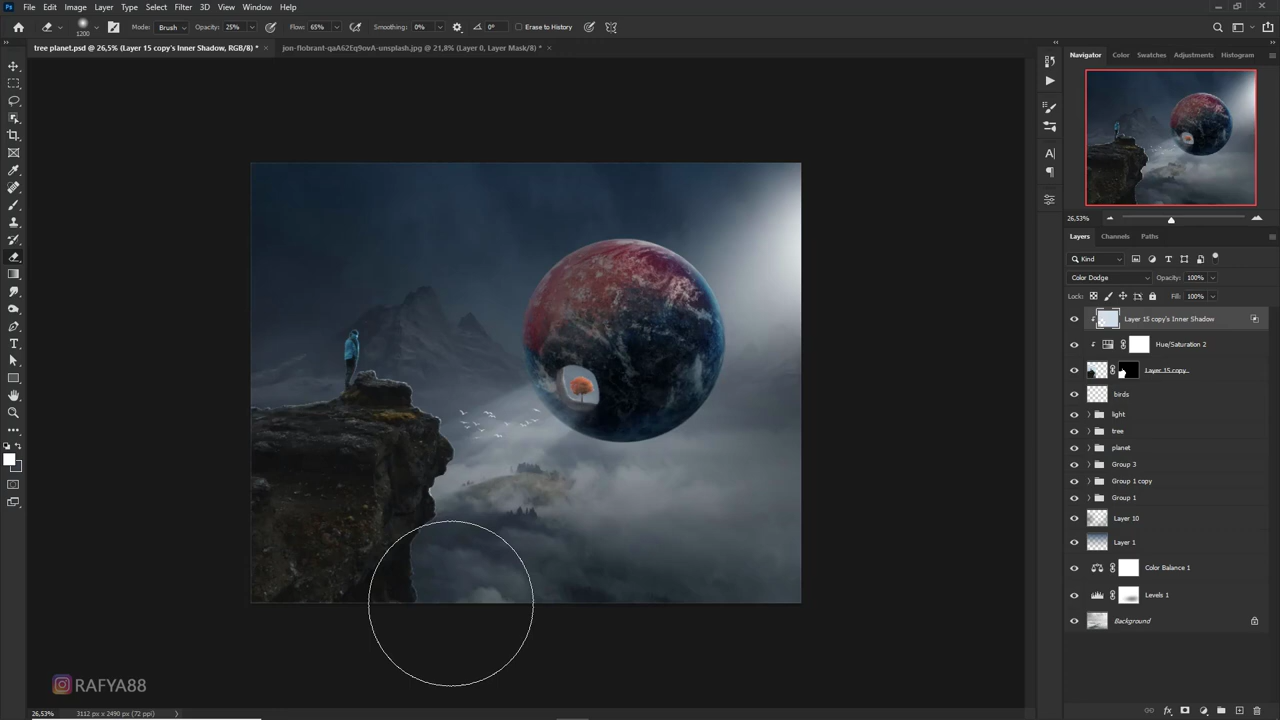 File Edit Image Layer Type Select Filter 3D View Window Help
Mode: Brush Opacity: 25% Flow: 65% Smoothing: 0% 0° Erase to History
1200
tree planet.psd @ 26,5% (Layer 15 copy's Inner Shadow, RGB/8) * ×
jon-flobrant-qaA62Eq9ovA-unsplash.jpg @ 21,8% (Layer 0, Layer Mask/8) * ×
Navigator Color Swatches Adjustments Histogram
26,53%
Layers Channels Paths
Kind
Color Dodge Opacity: 100%
Lock: Fill: 100%
Layer 15 copy's Inner Shadow
Hue/Saturation 2
Layer 15 copy
birds
light
tree
planet
Group 3
Group 1 copy
Group 1
Layer 10
Layer 1
Color Balance 1
Levels 1
Background
RAFYA88
26,53% 3112 px x 2490 px (72 ppi)